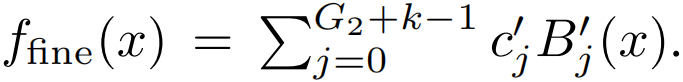 f_fine(x) = ∑_{j=0}^{G_2+k−1} c′_j B′_j(x).